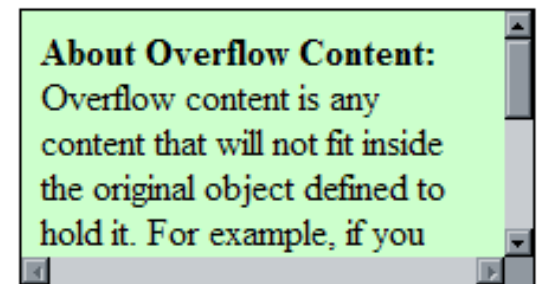 About Overflow Content:
Overflow content is any
content that will not fit inside
the original object defined to
hold it. For example, if you